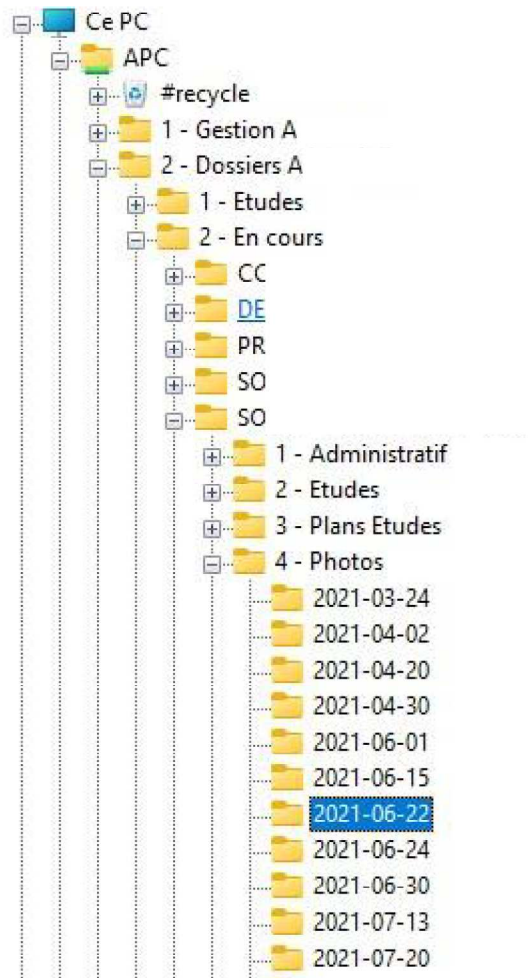 Ce PC
APC
#recycle
1 - Gestion A
2 - Dossiers A
1 - Etudes
2 - En cours
CC
DE
PR
SO
SO
1 - Administratif
2 - Etudes
3 - Plans Etudes
4 - Photos
2021-03-24
2021-04-02
2021-04-20
2021-04-30
2021-06-01
2021-06-15
2021-06-22
2021-06-24
2021-06-30
2021-07-13
2021-07-20